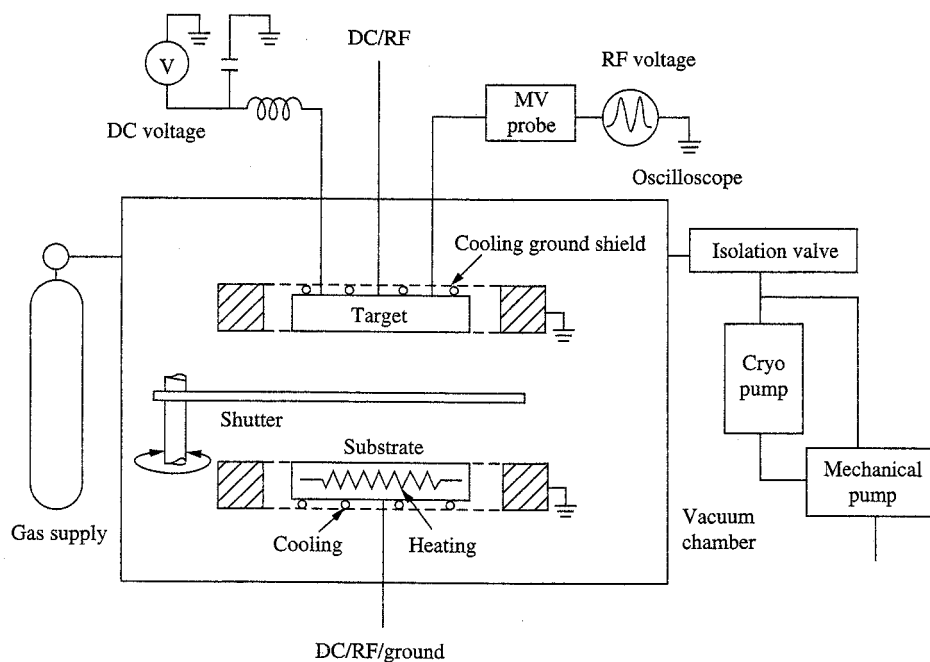 DC/RF
RF voltage
V
MV
probe
DC voltage
Oscilloscope
Cooling ground shield
Isolation valve
Target
Cryo
pump
Shutter
Substrate
Mechanical
pump
Gas supply
Cooling
Heating
Vacuum
chamber
DC/RF/ground